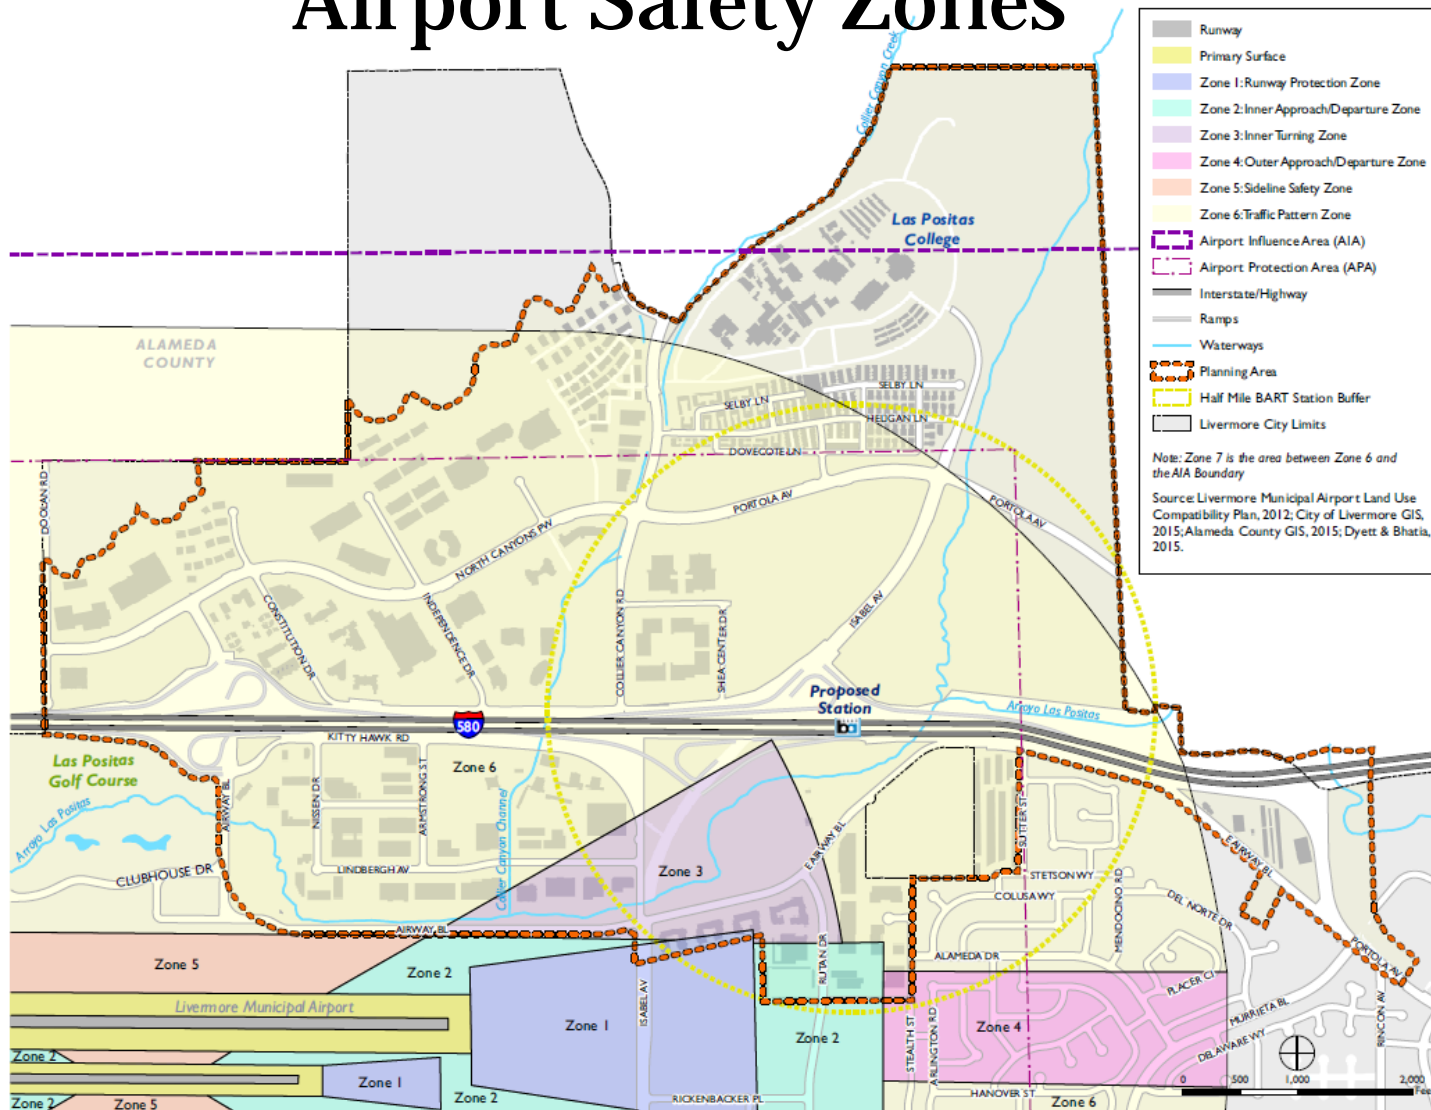 Airport Safety Zones
Runway
Primary Surface
Zone 1: Runway Protection Zone
Zone 2: Inner Approach/Departure Zone
Zone 3: Inner Turning Zone
Zone 4: Outer Approach/Departure Zone
Zone 5: Sideline Safety Zone
Zone 6: Traffic Pattern Zone
Airport Influence Area (AIA)
Airport Protection Area (APA)
Interstate/Highway
Ramps
Waterways
Planning Area
Half Mile BART Station Buffer
Livermore City Limits
Note: Zone 7 is the area between Zone 6 and
the AIA Boundary
Source: Livermore Municipal Airport Land Use
Compatibility Plan, 2012; City of Livermore GIS,
2015; Alameda County GIS, 2015; Dyett & Bhatia,
2015.
Collier Canyon Creek
Las Positas
College
ALAMEDA
COUNTY
SELBY LN
SELBY LN
HEDGAN LN
DOVECOTE LN
DOOLAN RD
PORTOLA AV
PORTOLA AV
NORTH CANYONS PW
CONSTITUTION DR
INDEPENDENCE DR
COLLIER CANYON RD
SHEA CENTER DR
ISABEL AV
Proposed
Station
ba
Arroyo Las Positas
580
KITTY HAWK RD
Las Positas
Golf Course
Zone 6
Arroyo Las Positas
AIRWAY BL
NISSEN DR
ARMSTRONG ST
Collier Canyon Channel
LINDBERGH AV
CLUBHOUSE DR
Zone 3
E AIRWAY BL
SUTTER ST
E AIRWAY BL
STETSON WY
COLUSA WY
MENDOCINO RD
DEL NORTE DR
AIRWAY BL
ALAMEDA DR
PORTOLA AV
Zone 5
Zone 2
RUTAN DR
PLACER CI
Livermore Municipal Airport
ISABEL AV
Zone 1
Zone 2
Zone 4
STEALTH ST
ARLINGTON RD
MURRIETA BL
DELAWARE WY
RINCON AV
Zone 2
Zone 1
Zone 2
Zone 5
Zone 2
RICKENBACKER PL
HANOVER ST
Zone 6
0 500 1,000 2,000
Feet